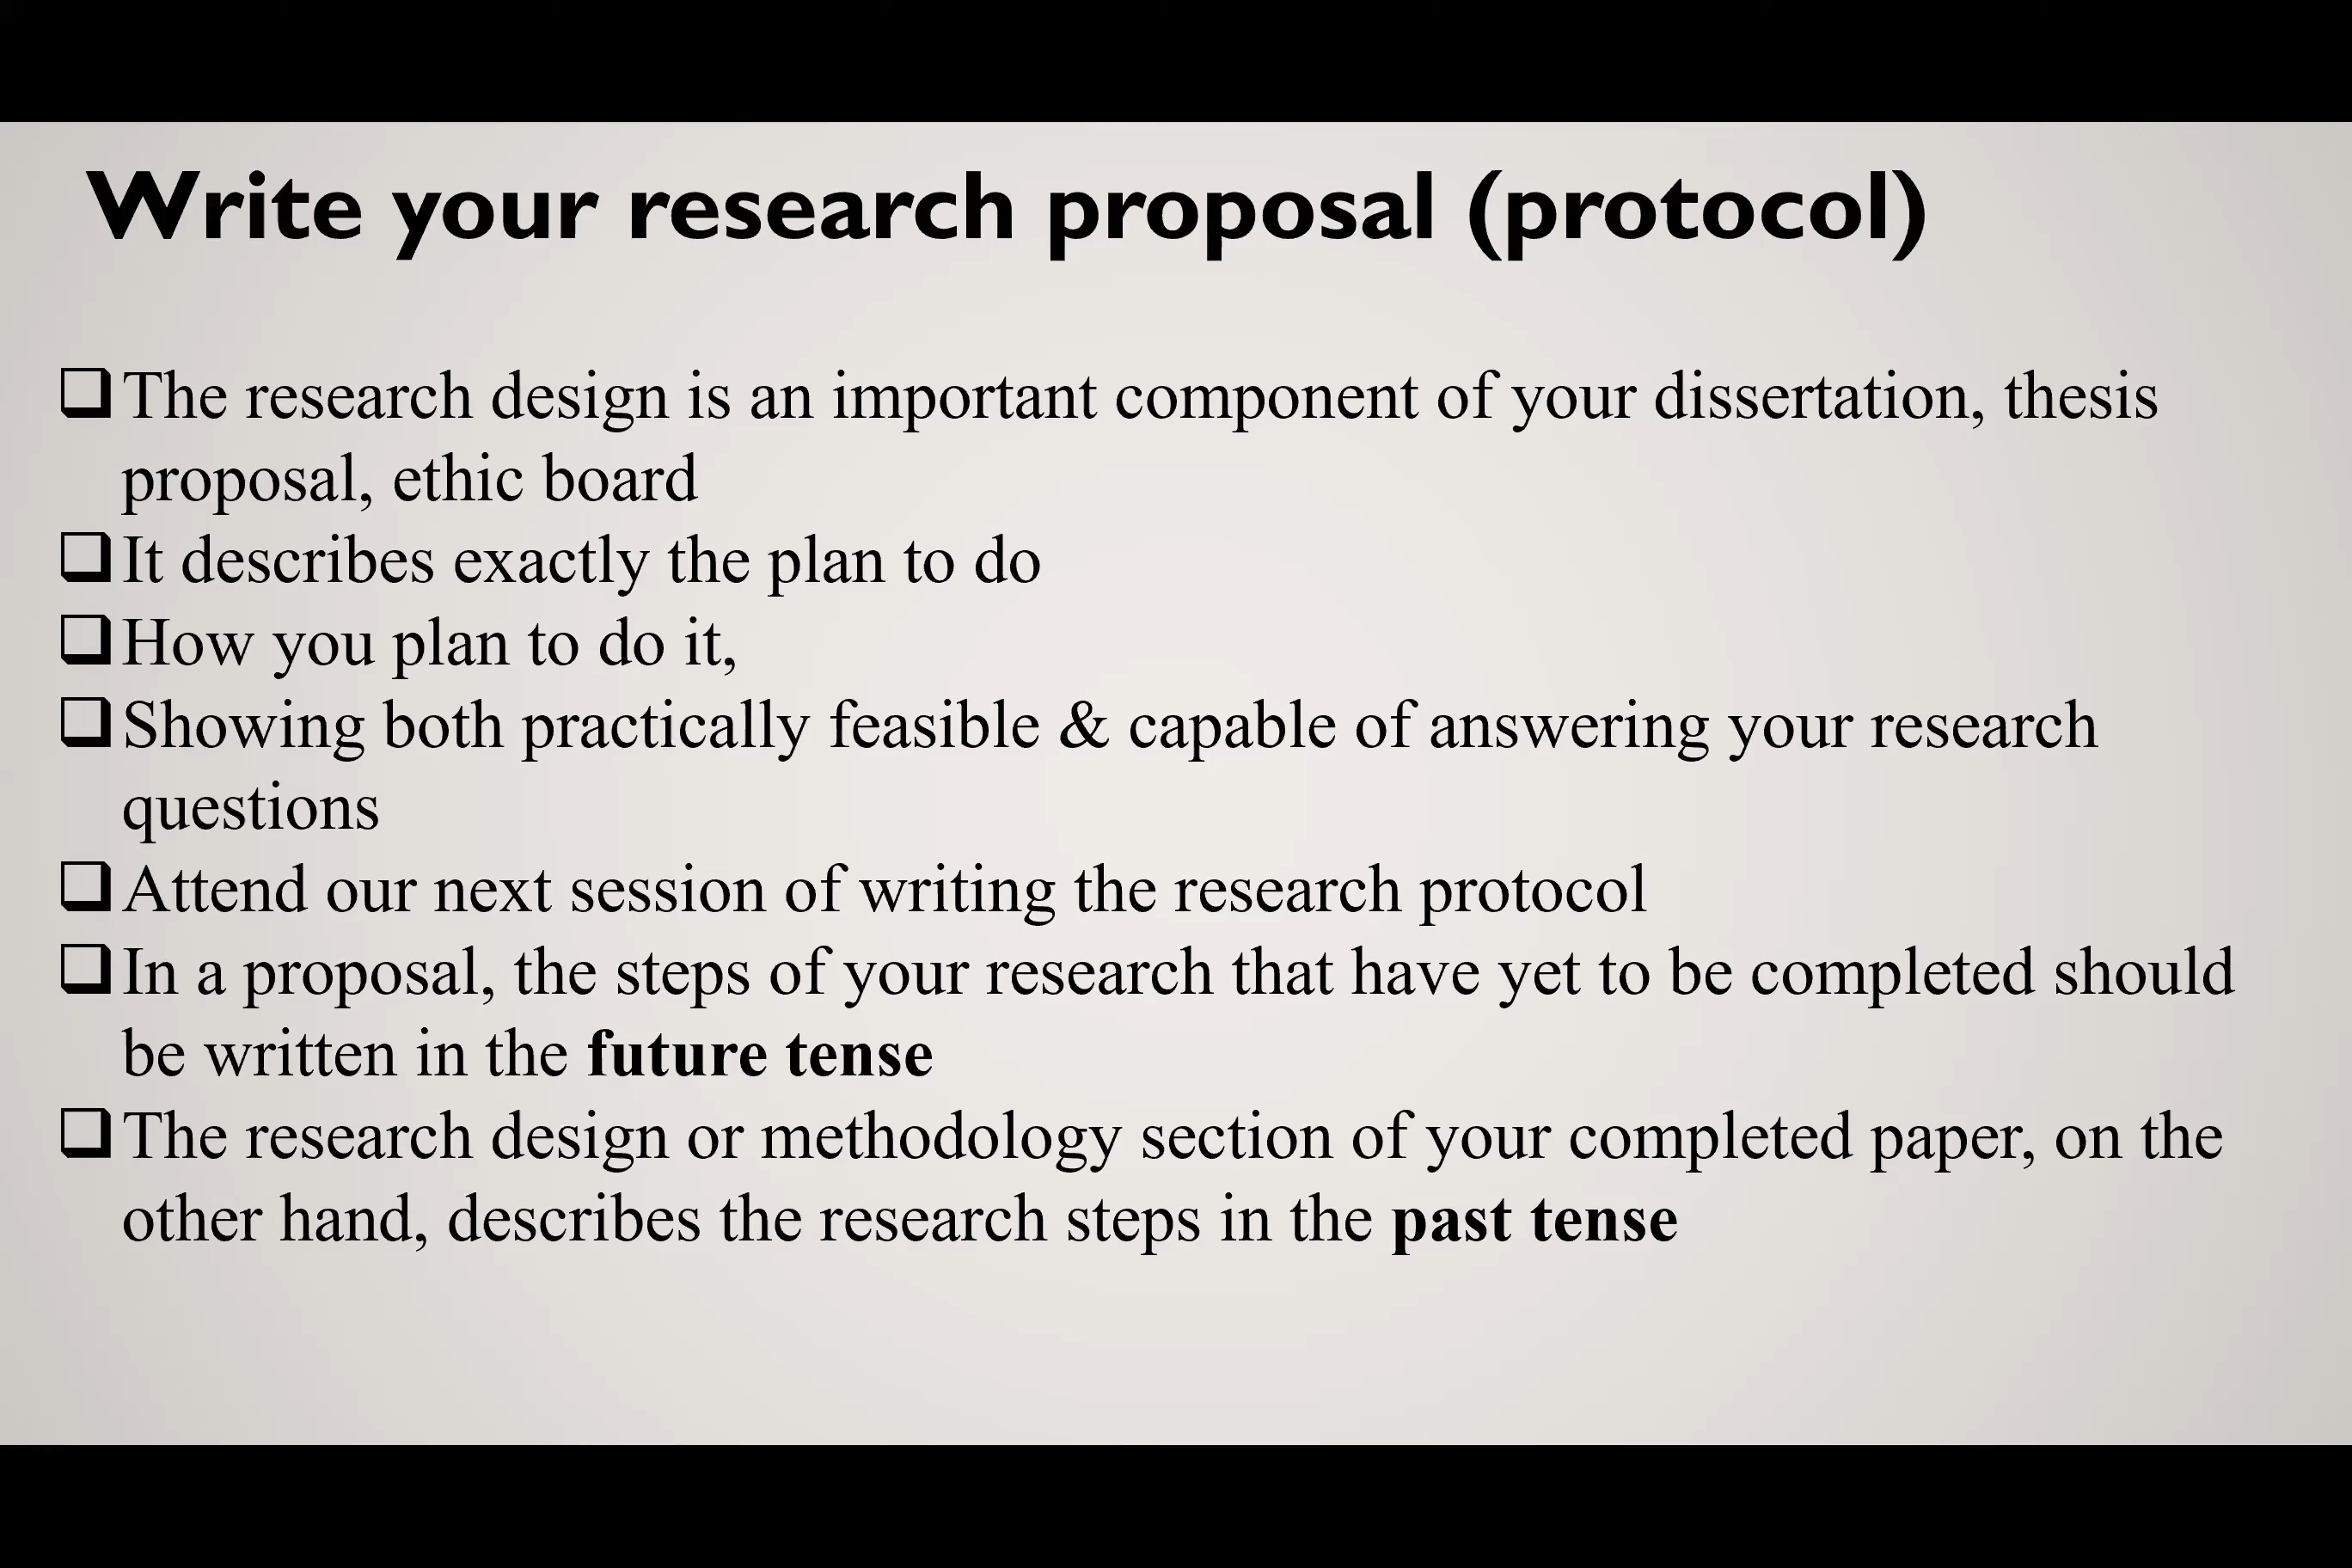 Write your research proposal (protocol)
❑ The research design is an important component of your dissertation, thesis
proposal, ethic board
❑ It describes exactly the plan to do
❑ How you plan to do it,
❑ Showing both practically feasible & capable of answering your research
questions
❑ Attend our next session of writing the research protocol
❑ In a proposal, the steps of your research that have yet to be completed should
be written in the future tense
❑ The research design or methodology section of your completed paper, on the
other hand, describes the research steps in the past tense